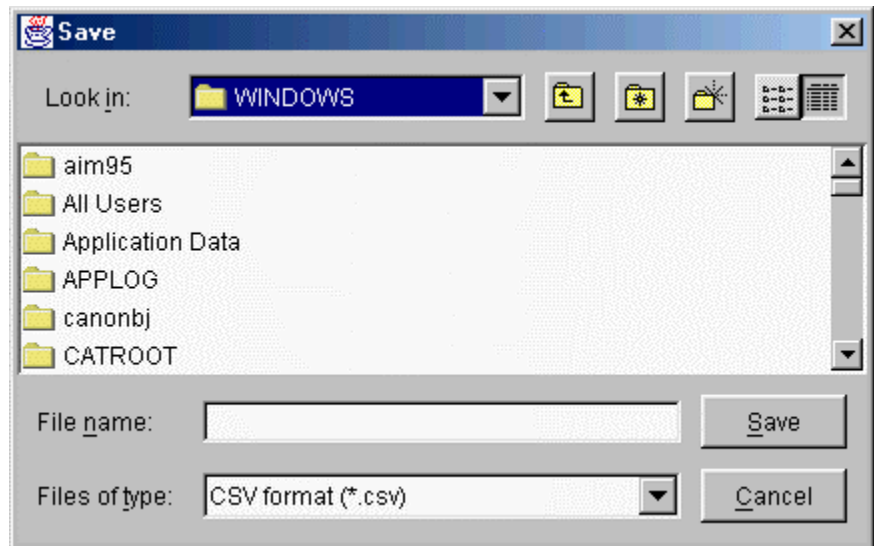 Save
Look in: WINDOWS
aim95
All Users
Application Data
APPLOG
canonbj
CATROOT
File name: Save
Files of type: CSV format (*.csv) Cancel